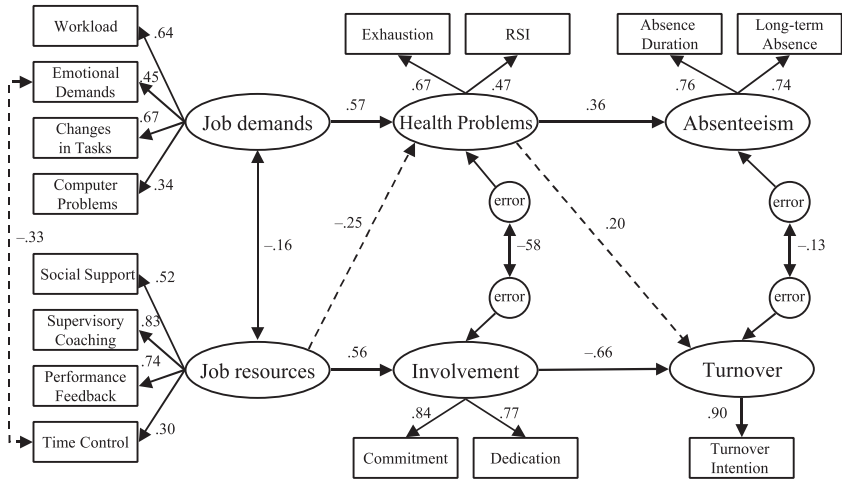 Workload
.64
Emotional
Demands
.45
Changes
in Tasks
.67
Computer
Problems
.34
Job demands
.57
Exhaustion
RSI
.67
.47
Health Problems
.36
Absence
Duration
Long-term
Absence
.76
.74
Absenteeism
–.33
–.16
–.25
error
–58
error
.20
error
–.13
error
Social Support
.52
Supervisory
Coaching
.83
Performance
Feedback
.74
Time Control
.30
Job resources
.56
Involvement
–.66
Turnover
.84
.77
Commitment
Dedication
.90
Turnover
Intention